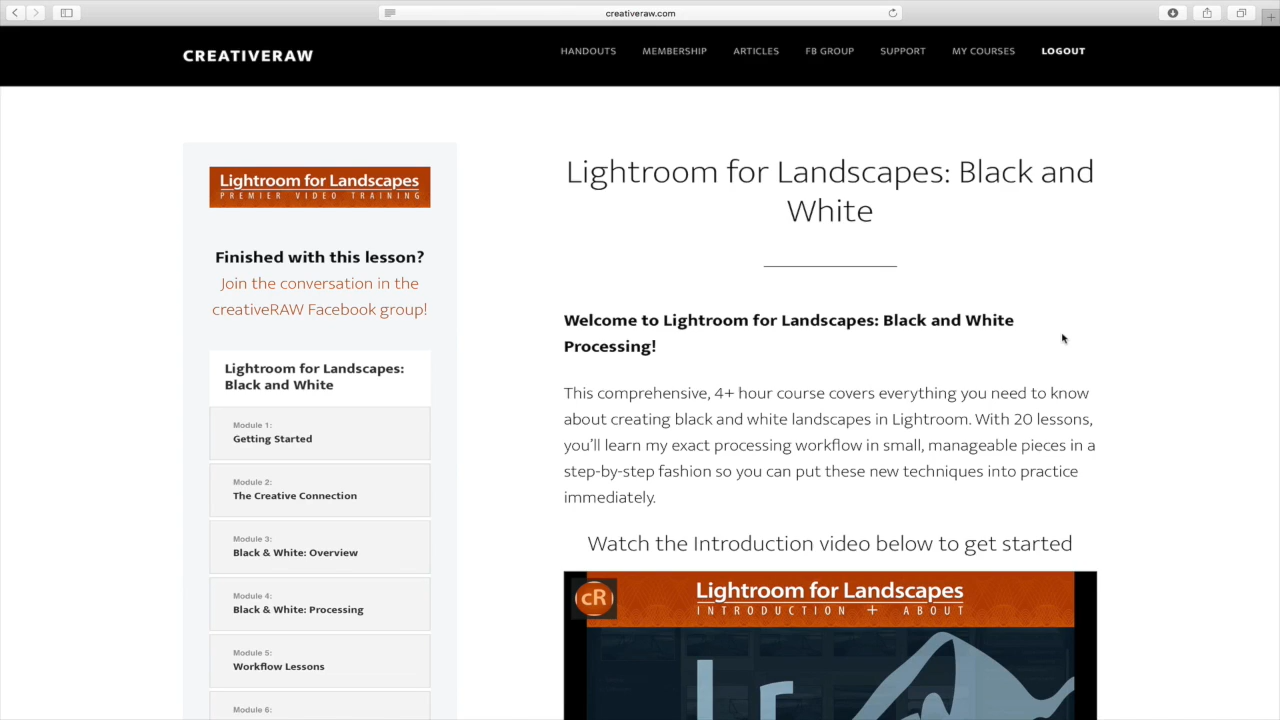 creativeraw.com
CREATIVERAW
HANDOUTS MEMBERSHIP ARTICLES FB GROUP SUPPORT MY COURSES LOGOUT
Lightroom for Landscapes
PREMIER VIDEO TRAINING
Finished with this lesson?
Join the conversation in the
creativeRAW Facebook group!
Lightroom for Landscapes:
Black and White
Module 1:
Getting Started
Module 2:
The Creative Connection
Module 3:
Black & White: Overview
Module 4:
Black & White: Processing
Module 5:
Workflow Lessons
Module 6:
Lightroom for Landscapes: Black and
White
Welcome to Lightroom for Landscapes: Black and White
Processing!
This comprehensive, 4+ hour course covers everything you need to know
about creating black and white landscapes in Lightroom. With 20 lessons,
you’ll learn my exact processing workflow in small, manageable pieces in a
step-by-step fashion so you can put these new techniques into practice
immediately.
Watch the Introduction video below to get started
cR
Lightroom for Landscapes
INTRODUCTION + ABOUT
Lr